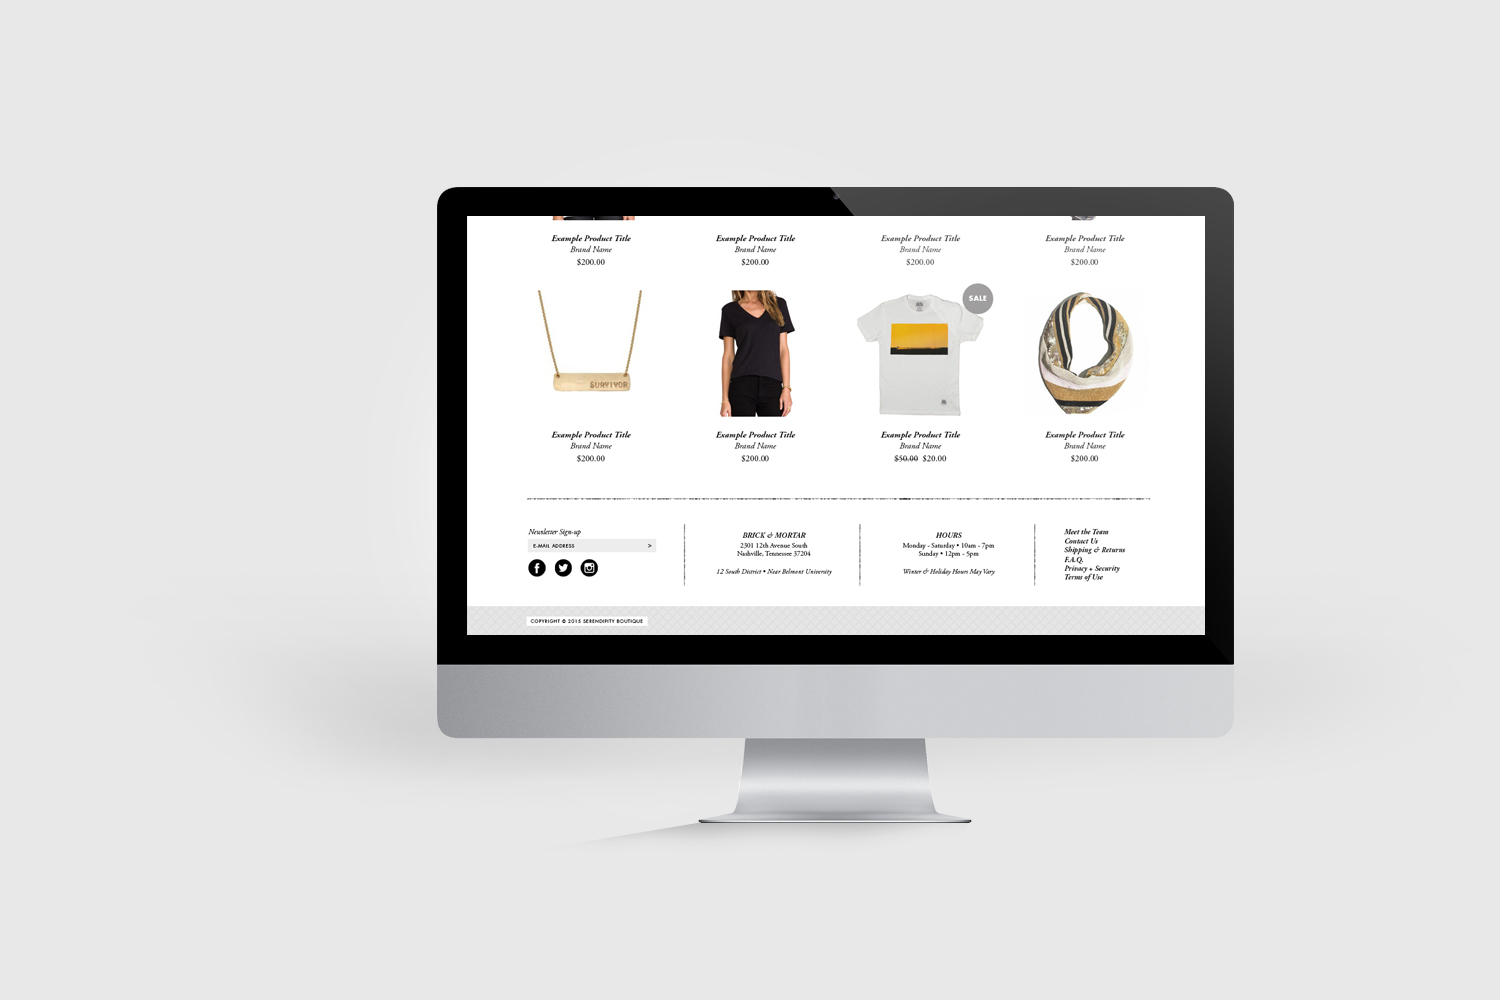 Example Product Title
Brand Name
$200.00
Example Product Title
Brand Name
$200.00
Example Product Title
Brand Name
$200.00
Example Product Title
Brand Name
$200.00
SURVIVOR
SALE
Example Product Title
Brand Name
$200.00
Example Product Title
Brand Name
$200.00
Example Product Title
Brand Name
$50.00 $20.00
Example Product Title
Brand Name
$200.00
Newsletter Sign-up
E-MAIL ADDRESS >
BRICK & MORTAR
2301 12th Avenue South
Nashville, Tennessee 37204
12 South District • Near Belmont University
HOURS
Monday - Saturday • 10am - 7pm
Sunday • 12pm - 5pm
Winter & Holiday Hours May Vary
Meet the Team
Contact Us
Shipping & Returns
F.A.Q.
Privacy + Security
Terms of Use
COPYRIGHT © 2015 SERENDIPITY BOUTIQUE